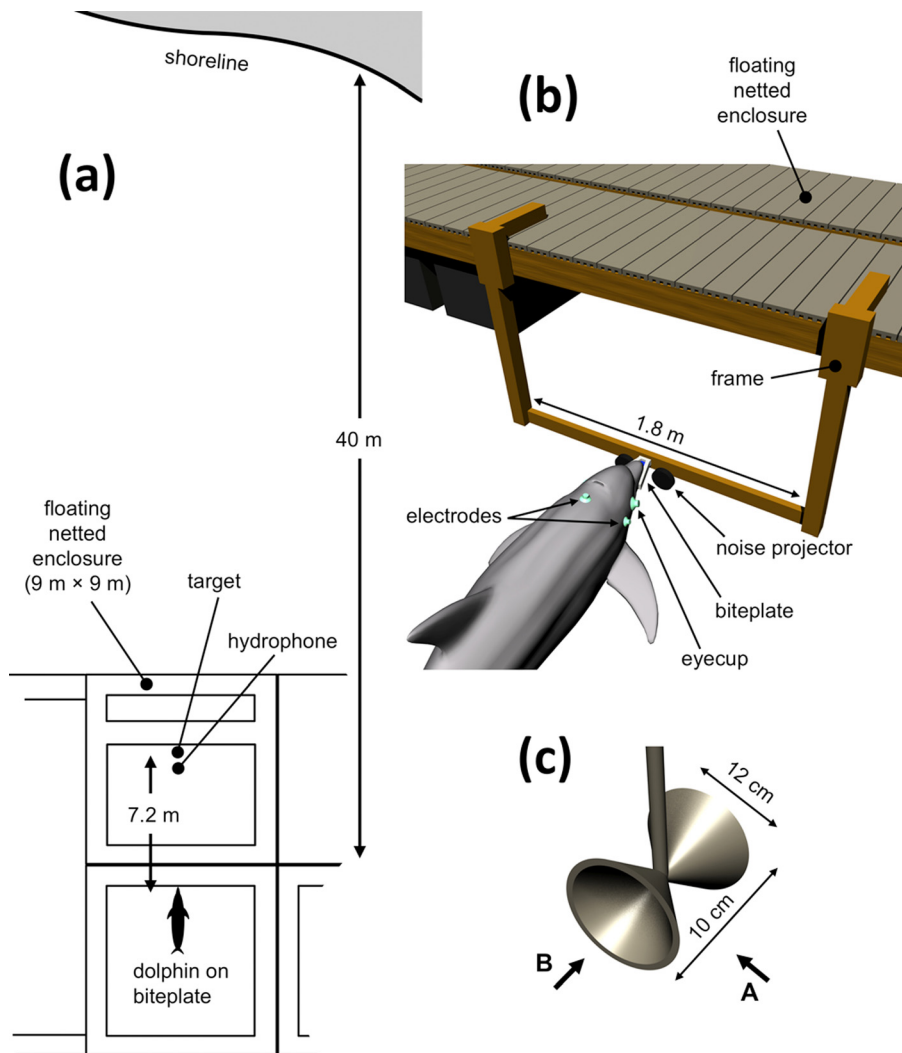 shoreline
(a)
40 m
floating
netted
enclosure
(9 m × 9 m)
target
hydrophone
7.2 m
dolphin on
biteplate
(b)
floating
netted
enclosure
frame
1.8 m
electrodes
noise projector
biteplate
eyecup
(c)
12 cm
10 cm
B
A